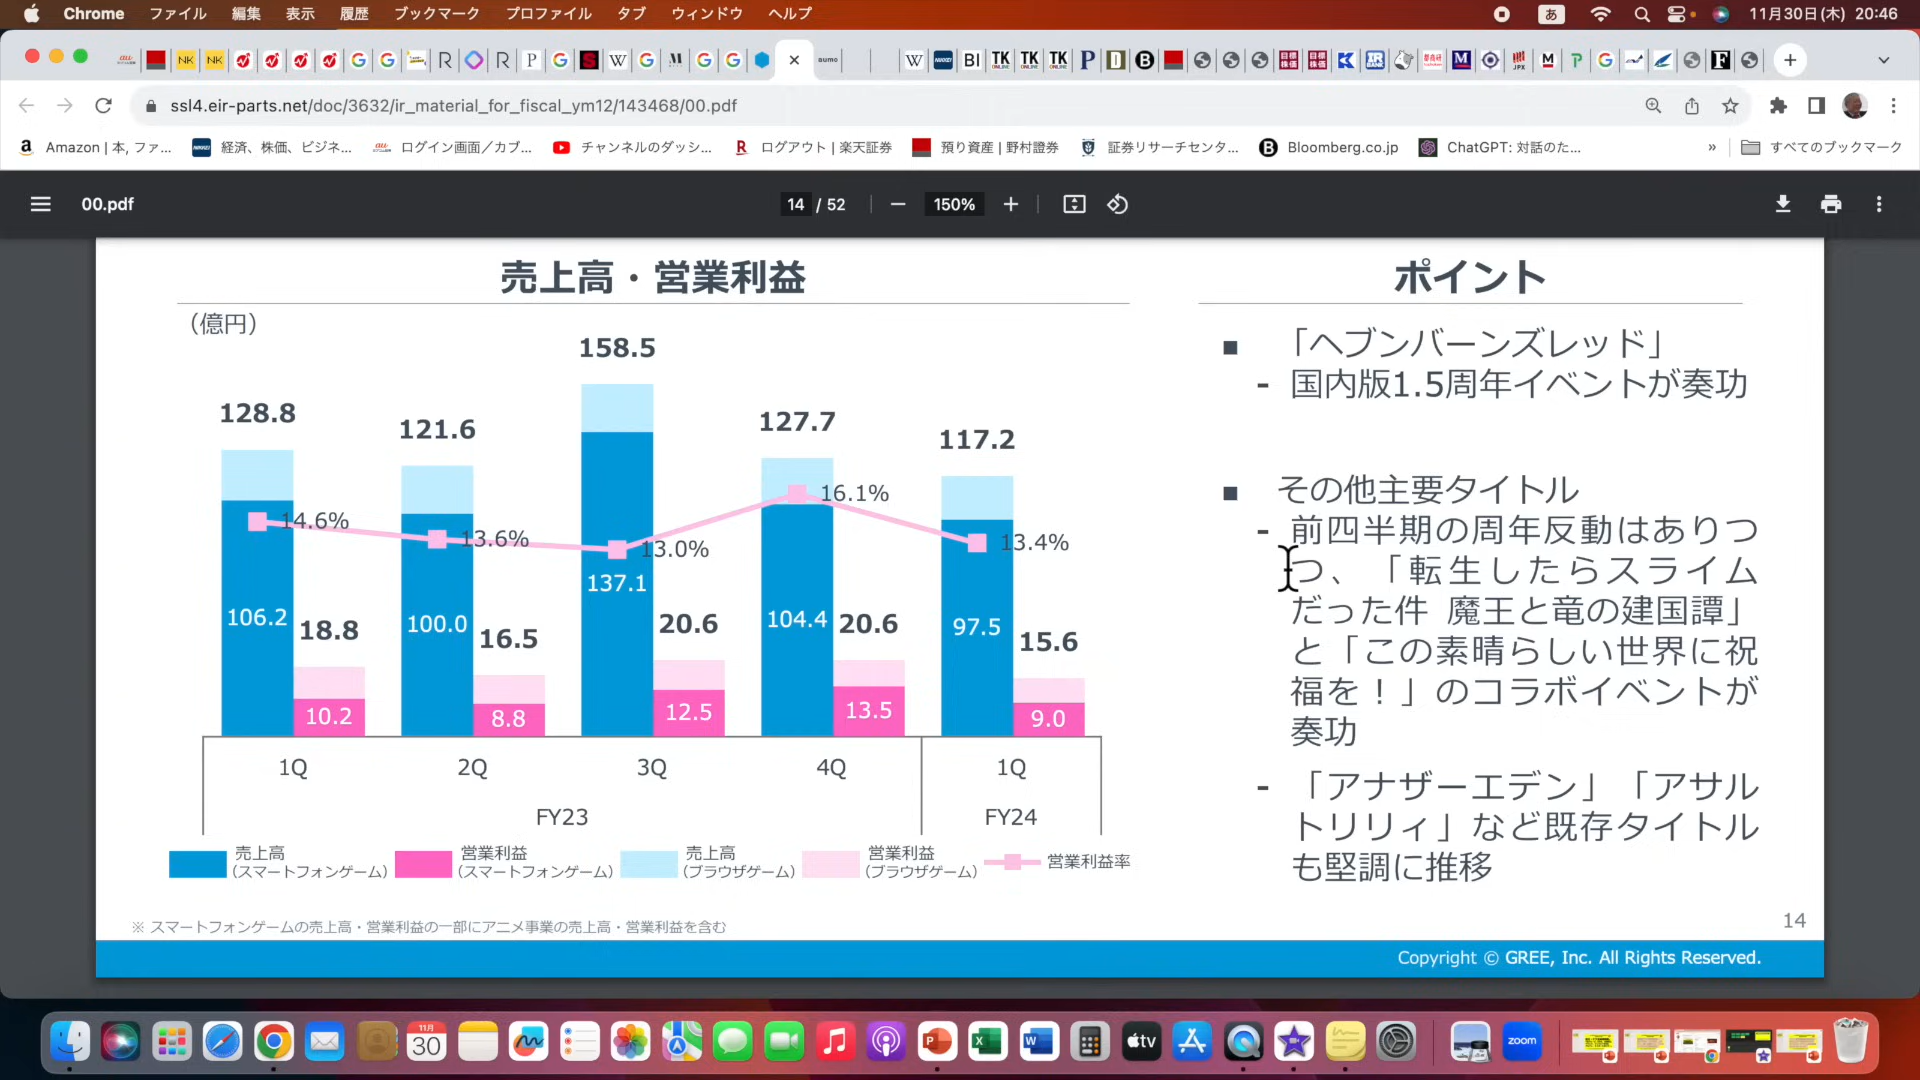 Chrome ファイル 編集 表示 履歴 ブックマーク プロファイル タブ ウィンドウ ヘルプ あ 11月30日(木) 20:46
ssl4.eir-parts.net/doc/3632/ir_material_for_fiscal_ym12/143468/00.pdf
Amazon | 本, ファ... 経済、株価、ビジネ... ログイン画面／カブ... チャンネルのダッシ... ログアウト | 楽天証券 預り資産 | 野村證券 証券リサーチセンタ... Bloomberg.co.jp ChatGPT: 対話のた... » すべてのブックマーク
00.pdf 14 / 52 150%
売上高・営業利益
（億円）
128.8 121.6 158.5 127.7 117.2
14.6% 13.6% 13.0% 16.1% 13.4%
106.2 100.0 137.1 104.4 97.5
18.8 16.5 20.6 20.6 15.6
10.2 8.8 12.5 13.5 9.0
1Q 2Q 3Q 4Q 1Q
FY23 FY24
売上高 営業利益 売上高 営業利益 営業利益率
（スマートフォンゲーム） （スマートフォンゲーム） （ブラウザゲーム） （ブラウザゲーム）
※ スマートフォンゲームの売上高・営業利益の一部にアニメ事業の売上高・営業利益を含む
ポイント
■ 「ヘブンバーンズレッド」
- 国内版1.5周年イベントが奏功
■ その他主要タイトル
- 前四半期の周年反動はありつ
つ、「転生したらスライム
だった件 魔王と竜の建国譚」
と「この素晴らしい世界に祝
福を！」のコラボイベントが
奏功
- 「アナザーエデン」「アサル
トリリィ」など既存タイトル
も堅調に推移
14
Copyright © GREE, Inc. All Rights Reserved.
11月
30
tv
zoom